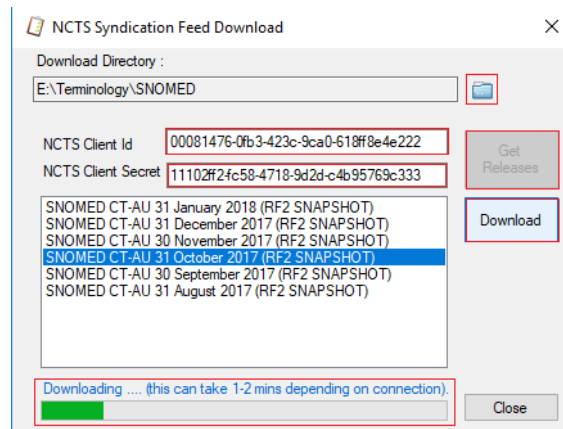 NCTS Syndication Feed Download
Download Directory :
E:\Terminology\SNOMED
NCTS Client Id
00081476-0fb3-423c-9ca0-618ff8e4e222
Get
Releases
NCTS Client Secret
11102ff2-fc58-4718-9d2d-c4b95769c333
SNOMED CT-AU 31 January 2018 (RF2 SNAPSHOT)
SNOMED CT-AU 31 December 2017 (RF2 SNAPSHOT)
SNOMED CT-AU 30 November 2017 (RF2 SNAPSHOT)
SNOMED CT-AU 31 October 2017 (RF2 SNAPSHOT)
SNOMED CT-AU 30 September 2017 (RF2 SNAPSHOT)
SNOMED CT-AU 31 August 2017 (RF2 SNAPSHOT)
Download
Downloading .... (this can take 1-2 mins depending on connection).
Close